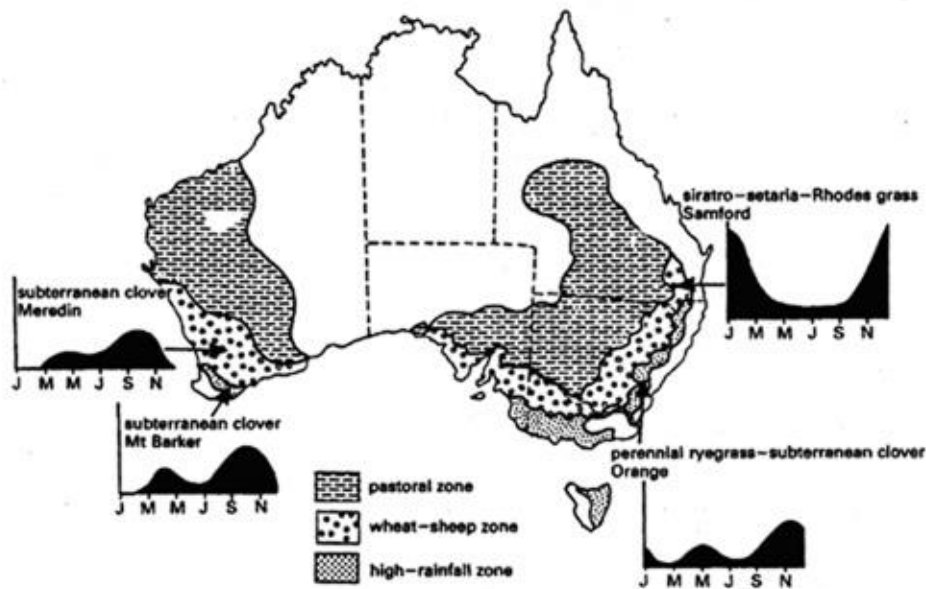 siratro-setaria-Rhodes grass
Samford
J M M J S N
subterranean clover
Meredin
J M M J S N
subterranean clover
Mt Barker
J M M J S N
perennial ryegrass-subterranean clover
Orange
J M M J S N
pastoral zone
wheat-sheep zone
high-rainfall zone